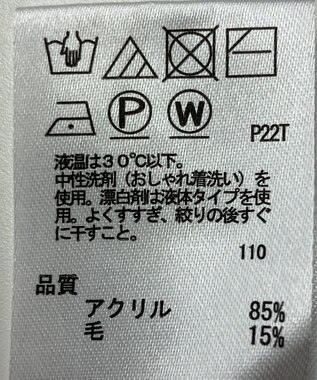 P
W
P22T
液温は30℃以下。
中性洗剤（おしゃれ着洗い）を
使用。漂白剤は液体タイプを使
用。よくすすぎ、絞りの後すぐ
に干すこと。
110
品質
アクリル 85%
毛 15%